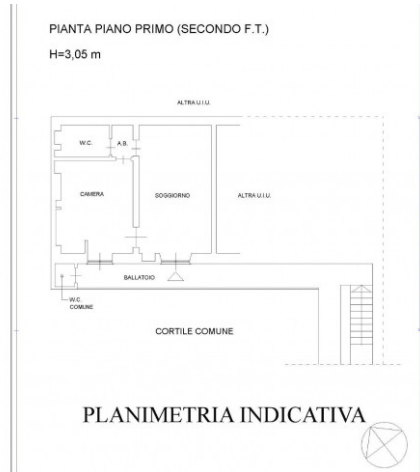 PIANTA PIANO PRIMO (SECONDO F.T.)
H=3,05 m
ALTRA U.I.U.
W.C.
A.B.
CAMERA
SOGGIORNO
ALTRA U.I.U.
BALLATOIO
W.C.
COMUNE
CORTILE COMUNE
PLANIMETRIA INDICATIVA